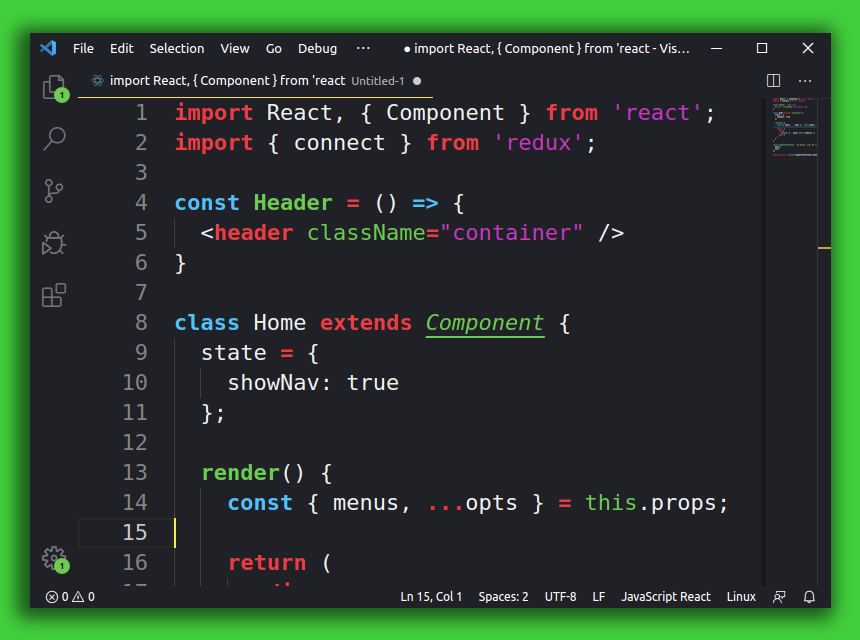 File Edit Selection View Go Debug ··· ● import React, { Component } from 'react - Vis...
import React, { Component } from 'react Untitled-1 ●
1 import React, { Component } from 'react';
2 import { connect } from 'redux';
3
4 const Header = () => {
5 <header className="container" />
6 }
7
8 class Home extends Component {
9 state = {
10 showNav: true
11 };
12
13 render() {
14 const { menus, ...opts } = this.props;
15
16 return (
1
1
0 0 Ln 15, Col 1 Spaces: 2 UTF-8 LF JavaScript React Linux